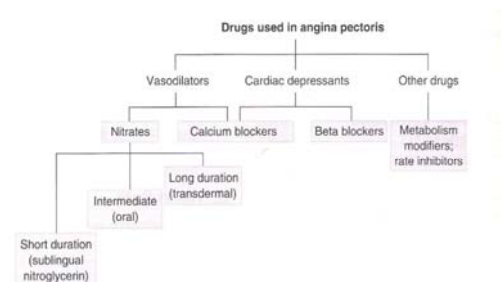 Drugs used in angina pectoris
Vasodilators
Cardiac depressants
Other drugs
Nitrates
Calcium blockers
Beta blockers
Metabolism
modifiers;
rate inhibitors
Long duration
(transdermal)
Intermediate
(oral)
Short duration
(sublingual
nitroglycerin)